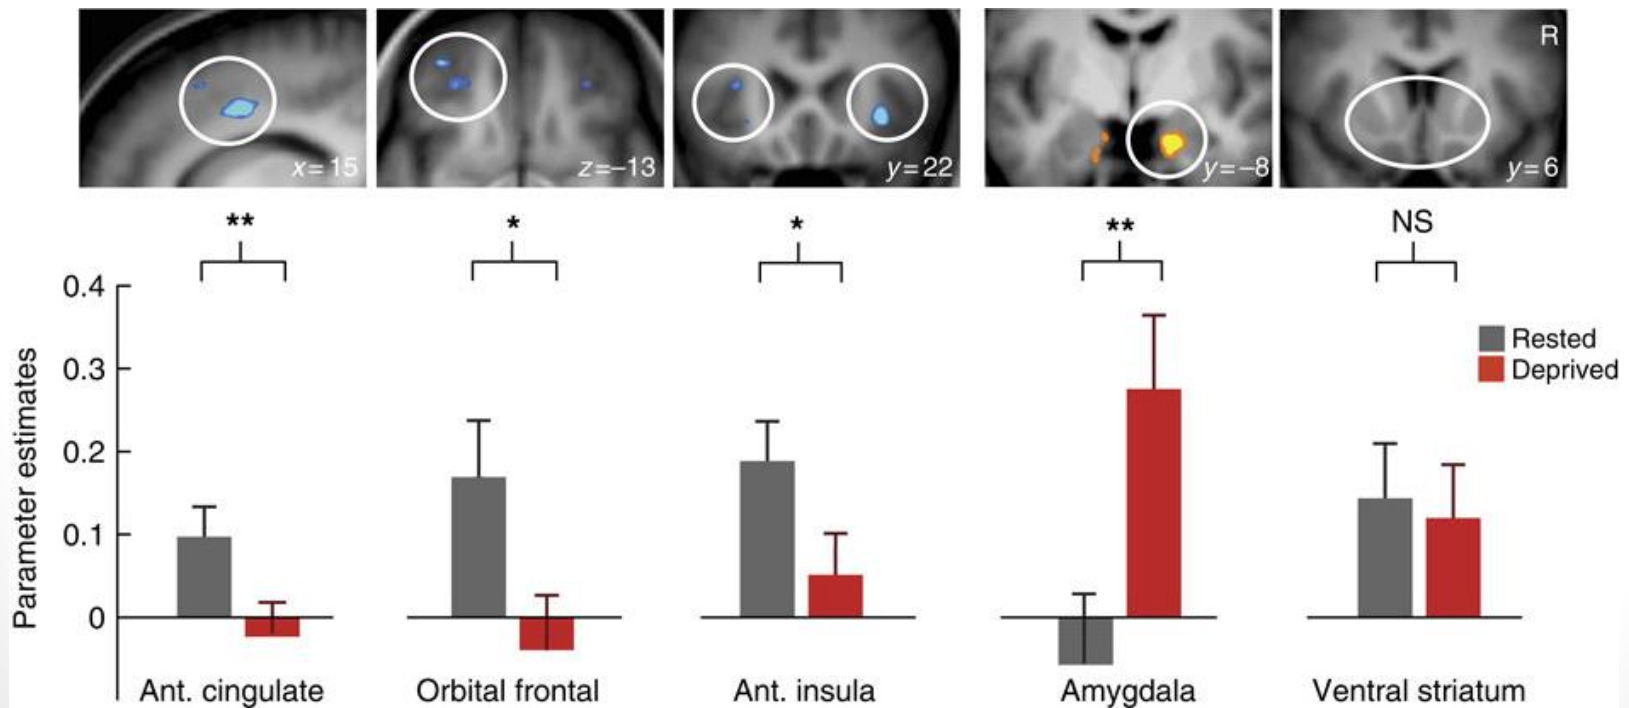 x=15
z=–13
y=22
y=–8
R
y=6
**
*
*
**
NS
Parameter estimates
0.4
0.3
0.2
0.1
0
Rested
Deprived
Ant. cingulate
Orbital frontal
Ant. insula
Amygdala
Ventral striatum